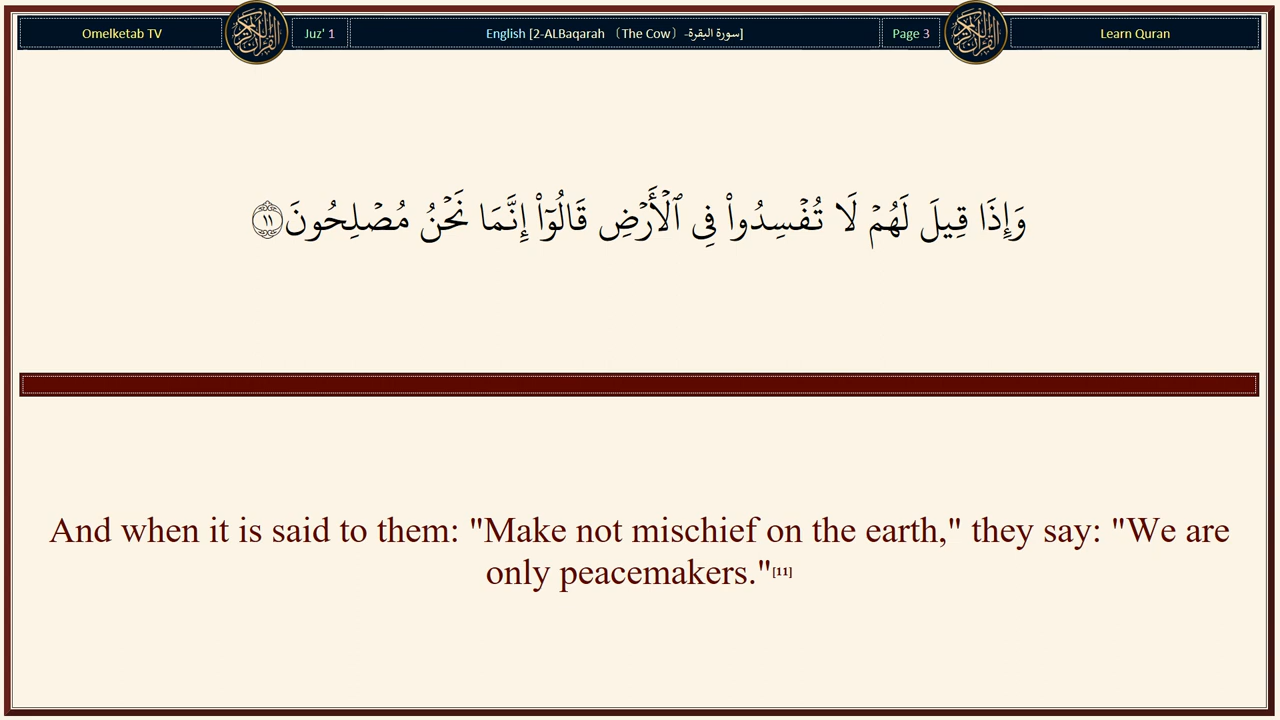 Omelketab TV
Juz' 1
English [2-ALBaqarah (The Cow) -سورة البقرة]
Page 3
Learn Quran
وَإِذَا قِيلَ لَهُمۡ لَا تُفۡسِدُواْ فِي ٱلۡأَرۡضِ قَالُوٓاْ إِنَّمَا نَحۡنُ مُصۡلِحُونَ ١١
And when it is said to them: "Make not mischief on the earth," they say: "We are
only peacemakers."[11]